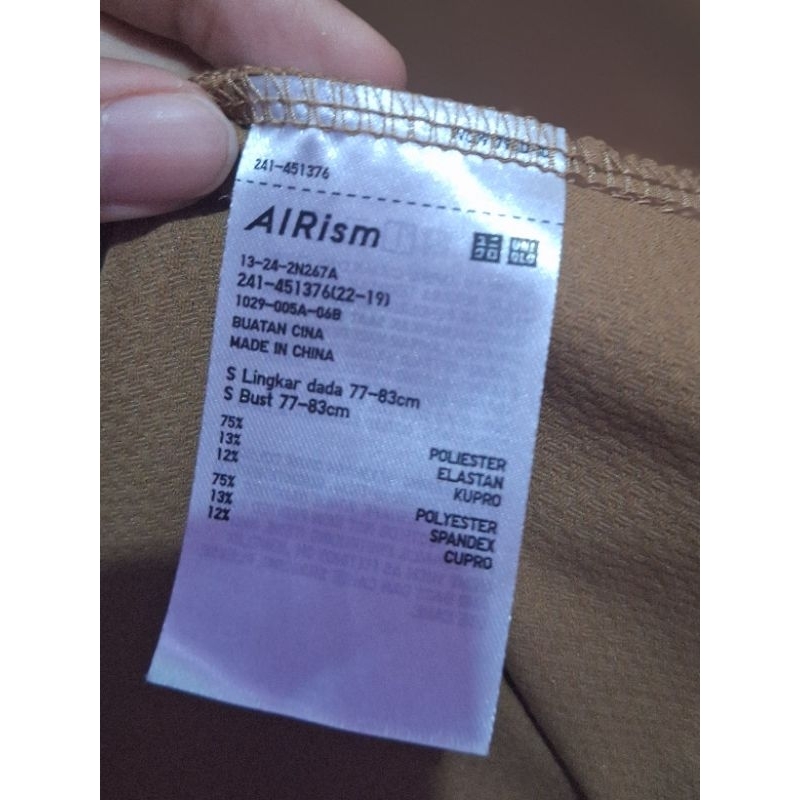 241-451376
AIRism
ユニクロ UNIQLO
13-24-2N267A
241-451376(22-19)
1029-005A-06B
BUATAN CINA
MADE IN CHINA
S Lingkar dada 77-83cm
S Bust 77-83cm
75% POLIESTER
13% ELASTAN
12% KUPRO
75% POLYESTER
13% SPANDEX
12% CUPRO